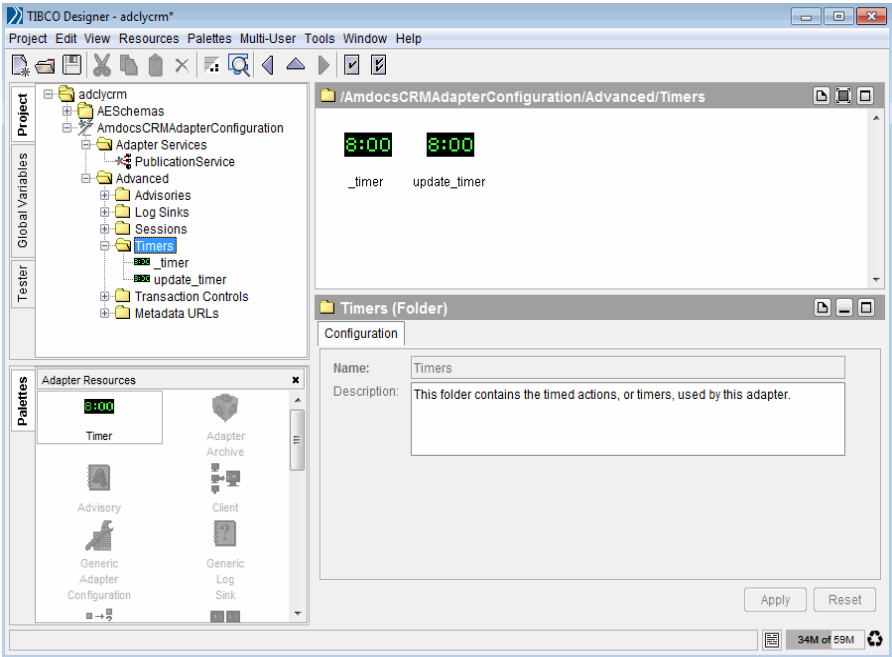 TIBCO Designer - adclycrm*
Project Edit View Resources Palettes Multi-User Tools Window Help
Project
Global Variables
Tester
adclycrm
AESchemas
AmdocsCRMAdapterConfiguration
Adapter Services
PublicationService
Advanced
Advisories
Log Sinks
Sessions
Timers
8:00 _timer
8:00 update_timer
Transaction Controls
Metadata URLs
/AmdocsCRMAdapterConfiguration/Advanced/Timers
8:00 8:00
_timer update_timer
Palettes
Adapter Resources
8:00
Timer
Adapter
Archive
Advisory
Client
Generic
Adapter
Configuration
Generic
Log
Sink
Timers (Folder)
Configuration
Name: Timers
Description: This folder contains the timed actions, or timers, used by this adapter.
Apply Reset
34M of 59M